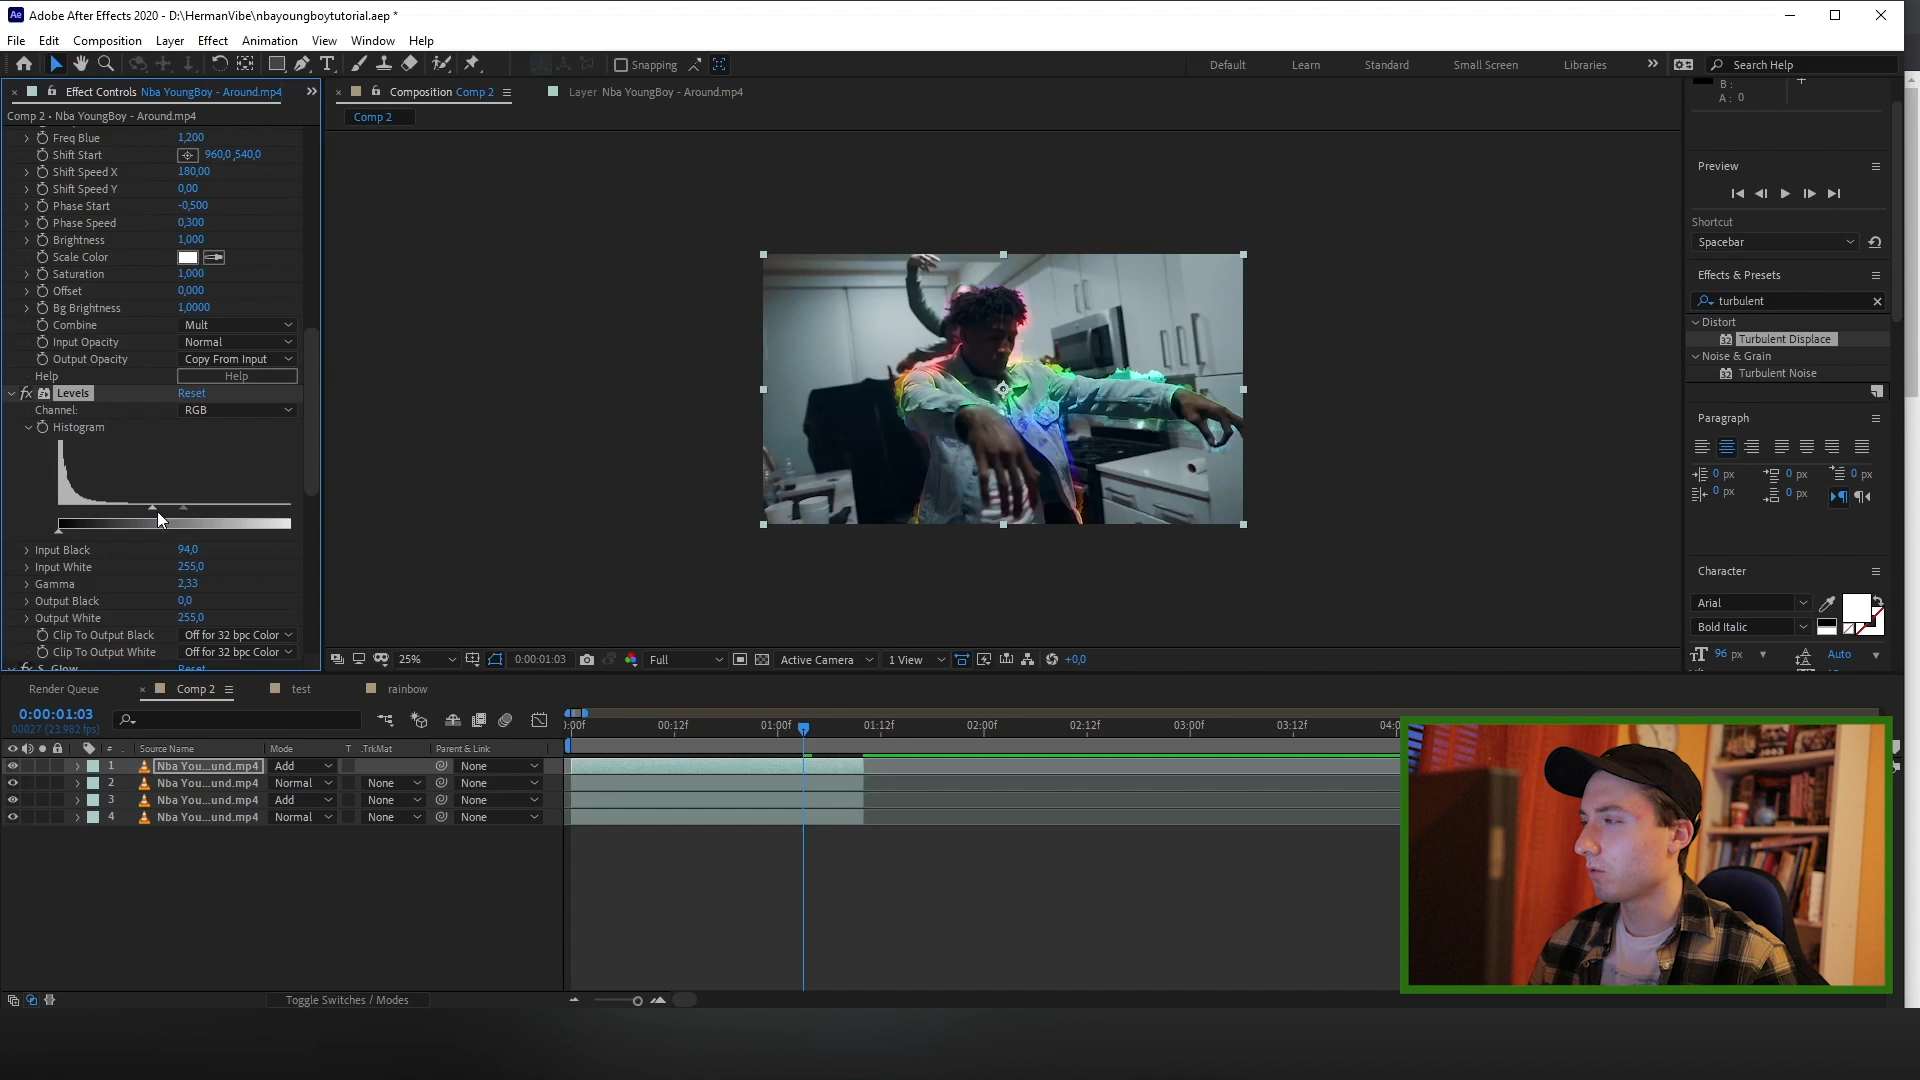 Adobe After Effects 2020 - D:\HermanVibe\nbayoungboytutorial.aep *
File Edit Composition Layer Effect Animation View Window Help
Snapping Default Learn Standard Small Screen Libraries Search Help
Effect Controls Nba YoungBoy - Around.mp4
Comp 2 • Nba YoungBoy - Around.mp4
Freq Blue 1,200
Shift Start 960,0 ,540,0
Shift Speed X 180,00
Shift Speed Y 0,00
Phase Start -0,500
Phase Speed 0,300
Brightness 1,000
Scale Color
Saturation 1,000
Offset 0,000
Bg Brightness 1,0000
Combine Mult
Input Opacity Normal
Output Opacity Copy From Input
Help Help
fx Levels Reset
Channel: RGB
Histogram
Input Black 94,0
Input White 255,0
Gamma 2,33
Output Black 0,0
Output White 255,0
Clip To Output Black Off for 32 bpc Color
Clip To Output White Off for 32 bpc Color
S_Glow Reset
Composition Comp 2 Layer Nba YoungBoy - Around.mp4
Comp 2
25% 0:00:01:03 Full Active Camera 1 View +0,0
B :
A : 0
Preview
Shortcut
Spacebar
Effects & Presets
turbulent
Distort
Turbulent Displace
Noise & Grain
Turbulent Noise
Paragraph
0 px 0 px 0 px
0 px 0 px
Character
Arial
Bold Italic
96 px Auto
Render Queue Comp 2 test rainbow
0:00:01:03
00027 (23.982 fps)
# Source Name Mode T .TrkMat Parent & Link
1 Nba You...und.mp4 Add None
2 Nba You...und.mp4 Normal None None
3 Nba You...und.mp4 Add None None
4 Nba You...und.mp4 Normal None None
):00f 00:12f 01:00f 01:12f 02:00f 02:12f 03:00f 03:12f 04:0
Toggle Switches / Modes